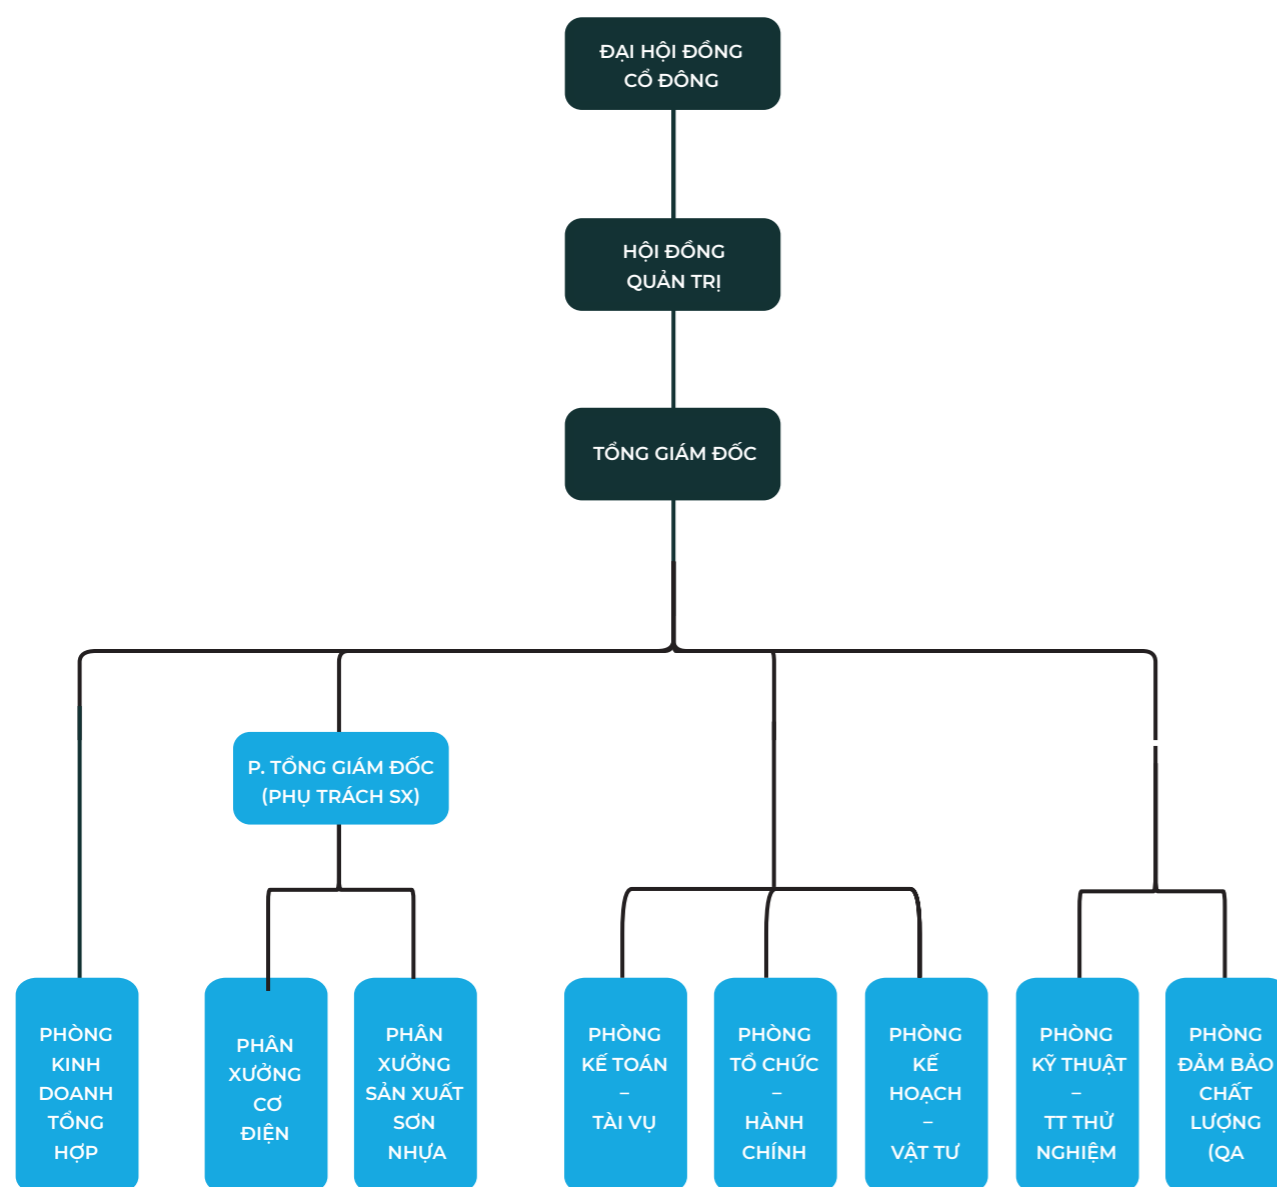 ĐẠI HỘI ĐỒNG
CỔ ĐÔNG
HỘI ĐỒNG
QUẢN TRỊ
TỔNG GIÁM ĐỐC
P. TỔNG GIÁM ĐỐC
(PHỤ TRÁCH SX)
PHÒNG
KINH
DOANH
TỔNG
HỢP
PHÂN
XƯỞNG
CƠ
ĐIỆN
PHÂN
XƯỞNG
SẢN XUẤT
SƠN
NHỰA
PHÒNG
KẾ TOÁN
–
TÀI VỤ
PHÒNG
TỔ CHỨC
–
HÀNH
CHÍNH
PHÒNG
KẾ
HOẠCH
–
VẬT TƯ
PHÒNG
KỸ THUẬT
–
TT THỬ
NGHIỆM
PHÒNG
ĐẢM BẢO
CHẤT
LƯỢNG
(QA